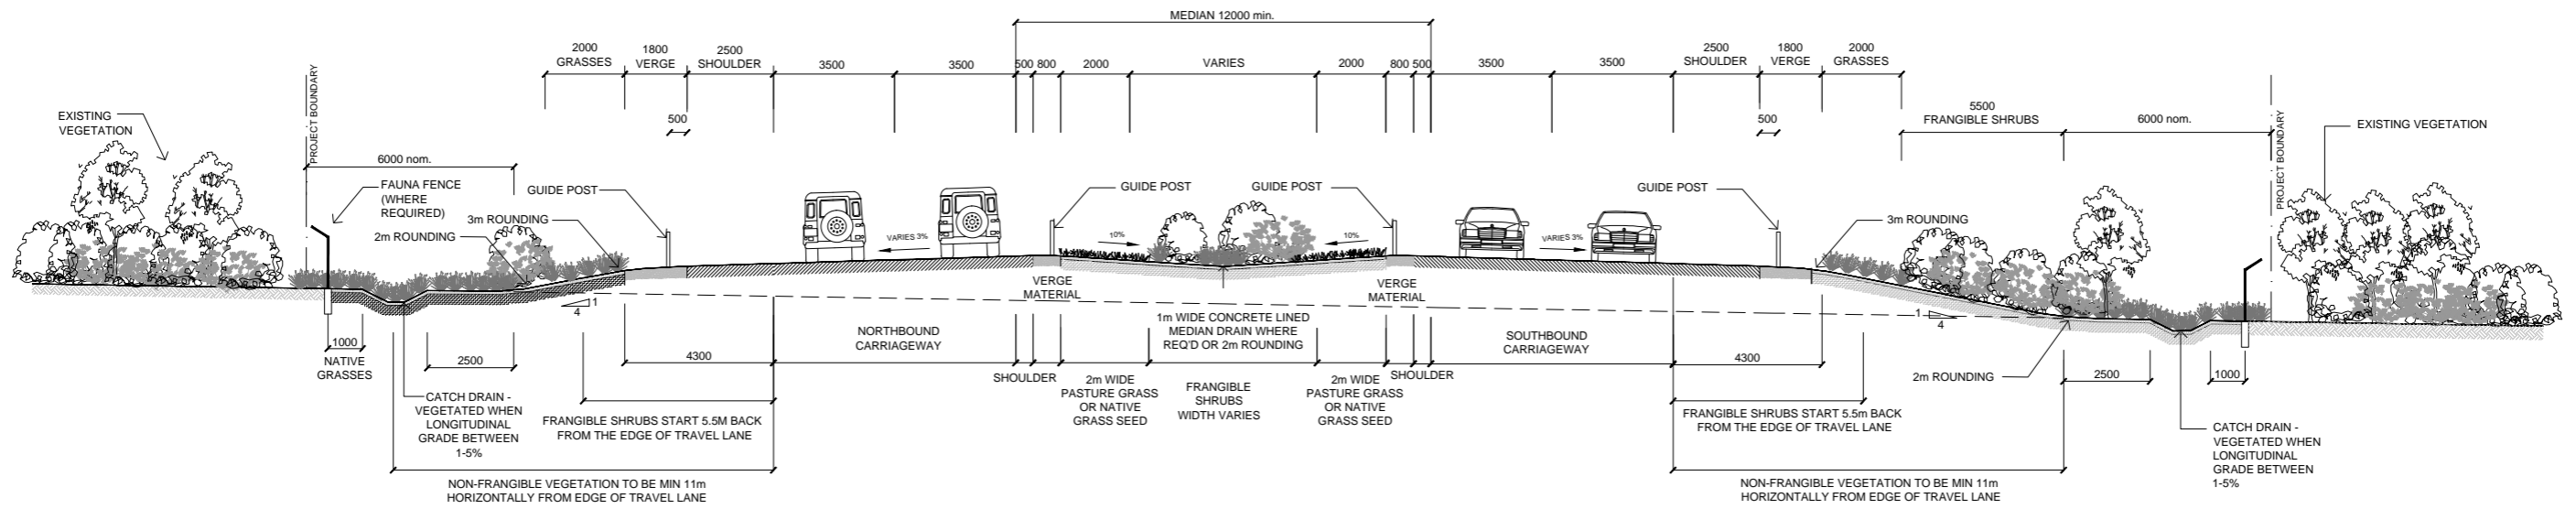 MEDIAN 12000 min.
2000
GRASSES
1800
VERGE
2500
SHOULDER
3500
3500
500
800
2000
VARIES
2000
800
500
3500
3500
2500
SHOULDER
1800
VERGE
2000
GRASSES
500
500
5500
FRANGIBLE SHRUBS
6000 nom.
6000 nom.
PROJECT BOUNDARY
PROJECT BOUNDARY
EXISTING
VEGETATION
EXISTING VEGETATION
FAUNA FENCE
(WHERE
REQUIRED)
GUIDE POST
3m ROUNDING
2m ROUNDING
VARIES 3%
GUIDE POST
GUIDE POST
10%
10%
VARIES 3%
GUIDE POST
3m ROUNDING
1
4
VERGE
MATERIAL
VERGE
MATERIAL
1
4
1000
NATIVE
GRASSES
2500
4300
NORTHBOUND
CARRIAGEWAY
1m WIDE CONCRETE LINED
MEDIAN DRAIN WHERE
REQ'D OR 2m ROUNDING
SOUTHBOUND
CARRIAGEWAY
4300
2m ROUNDING
2500
1000
SHOULDER
2m WIDE
PASTURE GRASS
OR NATIVE
GRASS SEED
FRANGIBLE
SHRUBS
WIDTH VARIES
2m WIDE
PASTURE GRASS
OR NATIVE
GRASS SEED
SHOULDER
CATCH DRAIN -
VEGETATED WHEN
LONGITUDINAL
GRADE BETWEEN
1-5%
FRANGIBLE SHRUBS START 5.5M BACK
FROM THE EDGE OF TRAVEL LANE
FRANGIBLE SHRUBS START 5.5m BACK
FROM THE EDGE OF TRAVEL LANE
CATCH DRAIN -
VEGETATED WHEN
LONGITUDINAL
GRADE BETWEEN
1-5%
NON-FRANGIBLE VEGETATION TO BE MIN 11m
HORIZONTALLY FROM EDGE OF TRAVEL LANE
NON-FRANGIBLE VEGETATION TO BE MIN 11m
HORIZONTALLY FROM EDGE OF TRAVEL LANE